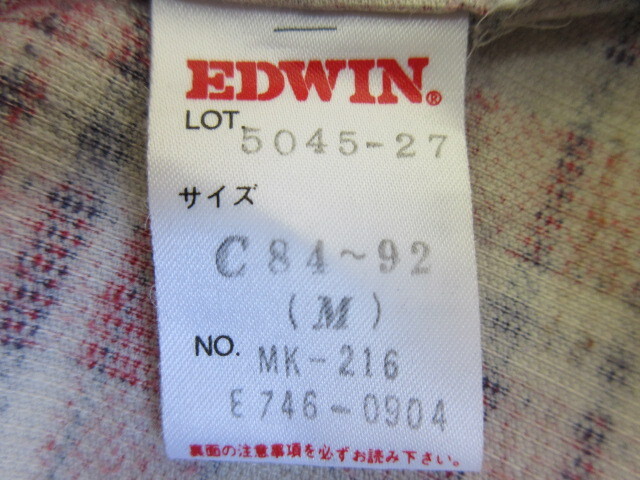 EDWIN®
LOT. 5045-27
サイズ
C84~92
(M)
NO. MK-216
E746-0904
裏面の注意事項を必ずお読み下さい。